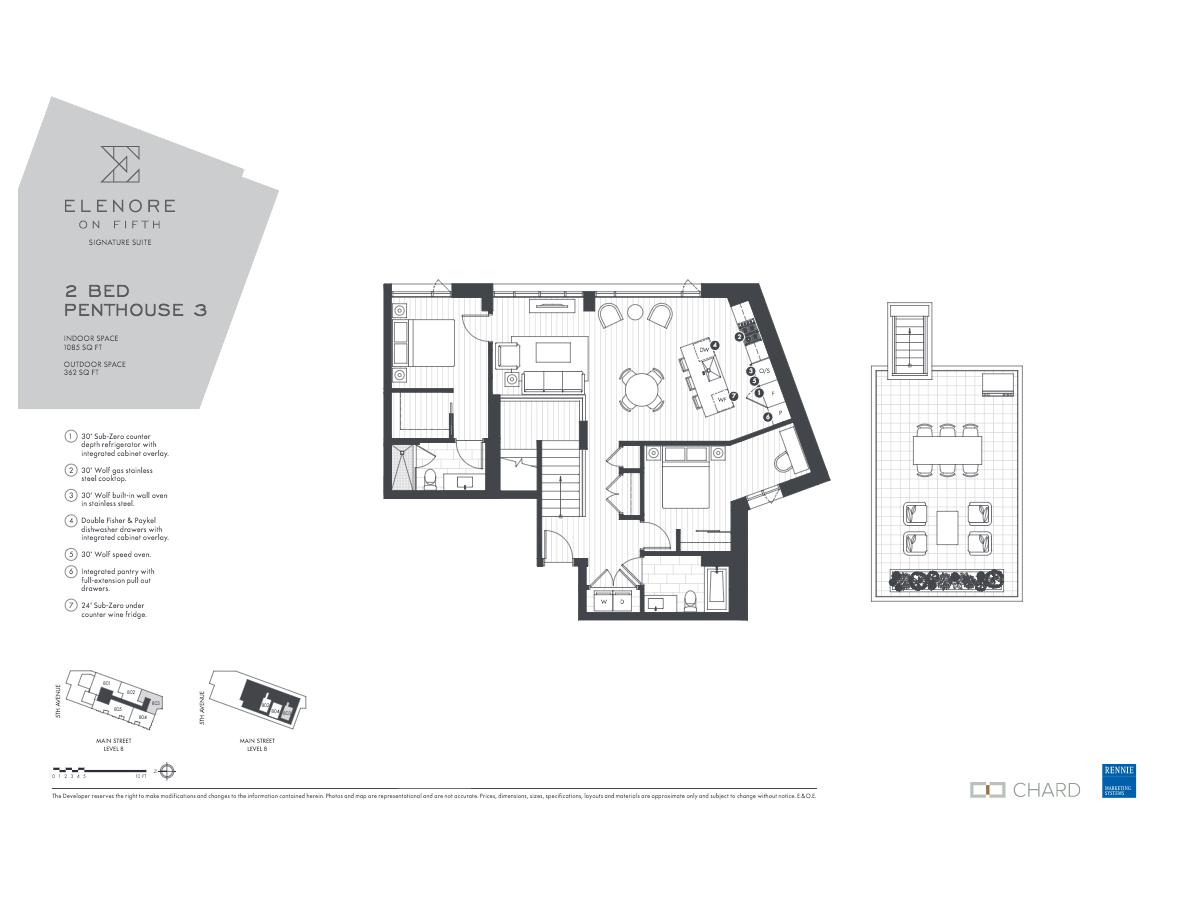 ELENORE
ON FIFTH
SIGNATURE SUITE
2 BED
PENTHOUSE 3
INDOOR SPACE
1085 SQ FT
OUTDOOR SPACE
362 SQ FT
1 30" Sub-Zero counter
depth refrigerator with
integrated cabinet overlay.
2 30" Wolf gas stainless
steel cooktop.
3 30" Wolf built-in wall oven
in stainless steel.
4 Double Fisher & Paykel
dishwasher drawers with
integrated cabinet overlay.
5 30" Wolf speed oven.
6 Integrated pantry with
full-extension pull out
drawers.
7 24" Sub-Zero under
counter wine fridge.
DW
4
2
3
O/S
5
1
F
WF
7
6
P
W D
5TH AVENUE
801
802
803
805
804
MAIN STREET
LEVEL 8
5TH AVENUE
804
MAIN STREET
LEVEL 8
0 1 2 3 4 5 10 FT
The Developer reserves the right to make modifications and changes to the information contained herein. Photos and map are representational and are not accurate. Prices, dimensions, sizes, specifications, layouts and materials are approximate only and subject to change without notice. E.&O.E.
CHARD
RENNIE
MARKETING
SYSTEMS